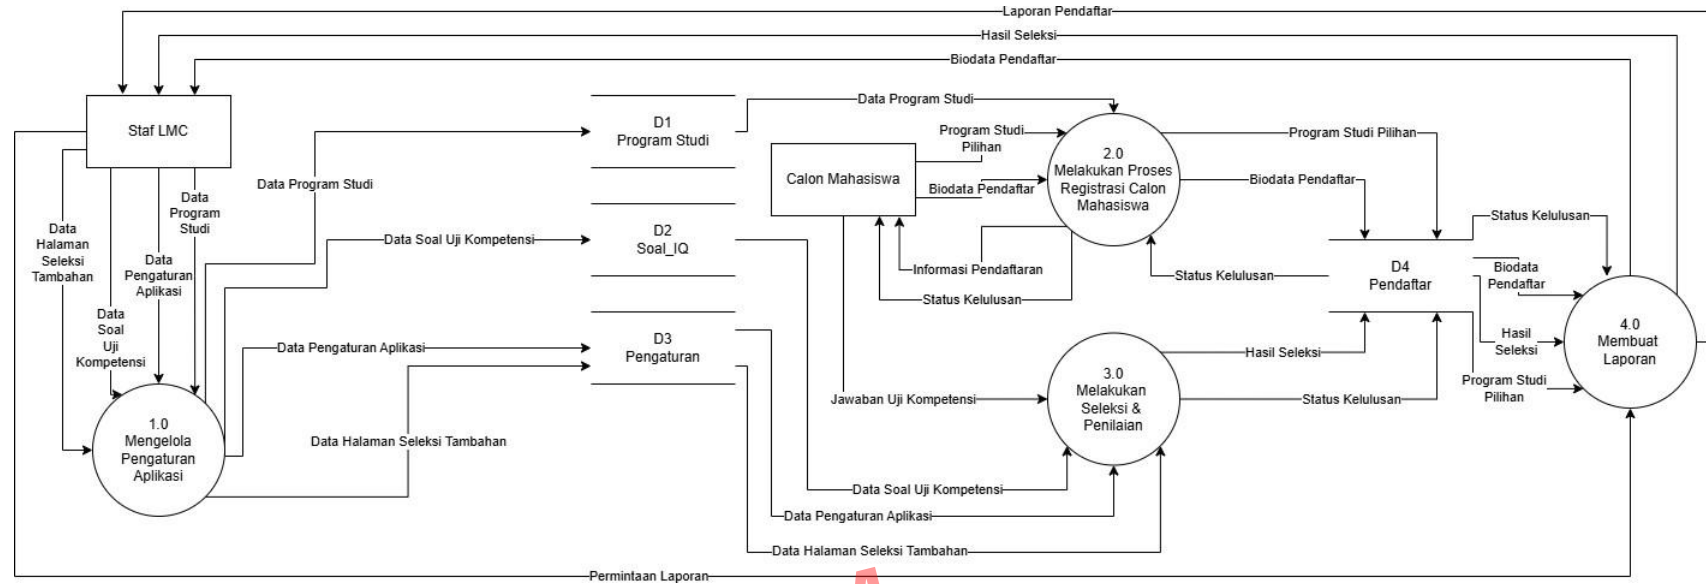 Laporan Pendaftar
Hasil Seleksi
Biodata Pendaftar
Staf LMC
D1
Program Studi
Data Program Studi
Program Studi
Pilihan
Program Studi Pilihan
2.0
Melakukan Proses
Registrasi Calon
Mahasiswa
Calon Mahasiswa
Biodata Pendaftar
Biodata Pendaftar
Data Program Studi
Data
Program
Studi
Data
Halaman
Seleksi
Tambahan
Data
Pengaturan
Aplikasi
Data
Soal
Uji
Kompetensi
Data Soal Uji Kompetensi
D2
Soal_IQ
Informasi Pendaftaran
Status Kelulusan
Status Kelulusan
D4
Pendaftar
Status Kelulusan
Biodata
Pendaftar
Hasil
Seleksi
Program Studi
Pilihan
4.0
Membuat
Laporan
D3
Pengaturan
Data Pengaturan Aplikasi
Hasil Seleksi
3.0
Melakukan
Seleksi &
Penilaian
Jawaban Uji Kompetensi
Status Kelulusan
1.0
Mengelola
Pengaturan
Aplikasi
Data Halaman Seleksi Tambahan
Data Soal Uji Kompetensi
Data Pengaturan Aplikasi
Data Halaman Seleksi Tambahan
Permintaan Laporan